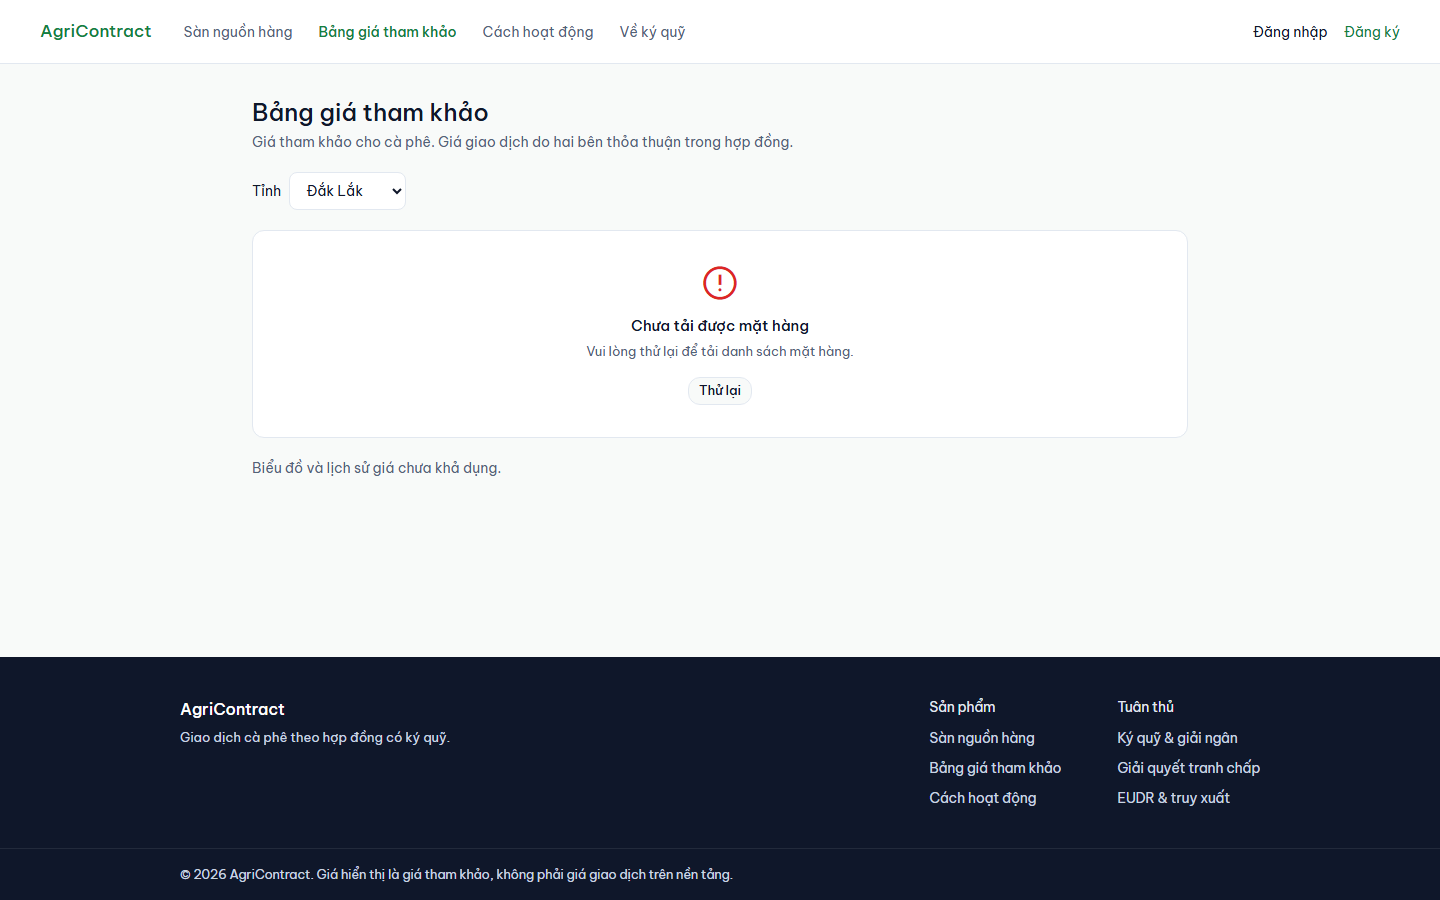 AgriContract
Sàn nguồn hàng
Bảng giá tham khảo
Cách hoạt động
Về ký quỹ
Đăng nhập
Đăng ký
Bảng giá tham khảo
Giá tham khảo cho cà phê. Giá giao dịch do hai bên thỏa thuận trong hợp đồng.
Tỉnh
Đắk Lắk
Chưa tải được mặt hàng
Vui lòng thử lại để tải danh sách mặt hàng.
Thử lại
Biểu đồ và lịch sử giá chưa khả dụng.
AgriContract
Giao dịch cà phê theo hợp đồng có ký quỹ.
Sản phẩm
Sàn nguồn hàng
Bảng giá tham khảo
Cách hoạt động
Tuân thủ
Ký quỹ & giải ngân
Giải quyết tranh chấp
EUDR & truy xuất
© 2026 AgriContract. Giá hiển thị là giá tham khảo, không phải giá giao dịch trên nền tảng.